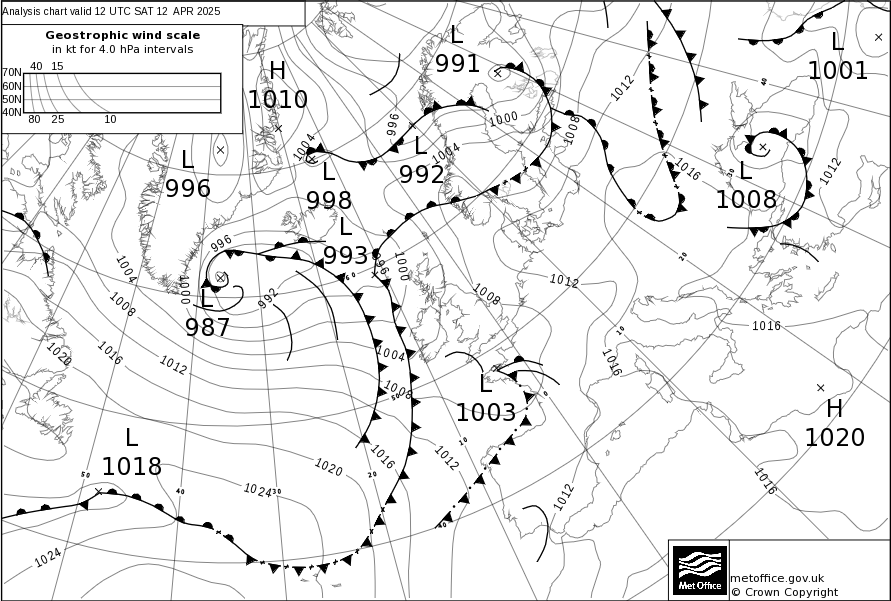 Analysis chart valid 12 UTC SAT 12 APR 2025
Geostrophic wind scale
in kt for 4.0 hPa intervals
40 15
70N
60N
50N
40N
80 25 10
H
1010
L
991
L
1001
L
996
L
998
L
992
L
993
L
987
L
1008
L
1003
H
1020
L
1018
1004
996
1000
1004
1008
1012
1016
1012
996
992
1000
996
1000
1004
1008
1012
1016
1020
1004
1008
1012
1016
1020
1024
1024
1008
1012
1016
1016
1012
1016
1012
50
40
30
20
10
0
10
20
30
40
40
50
60
metoffice.gov.uk
© Crown Copyright
Met Office